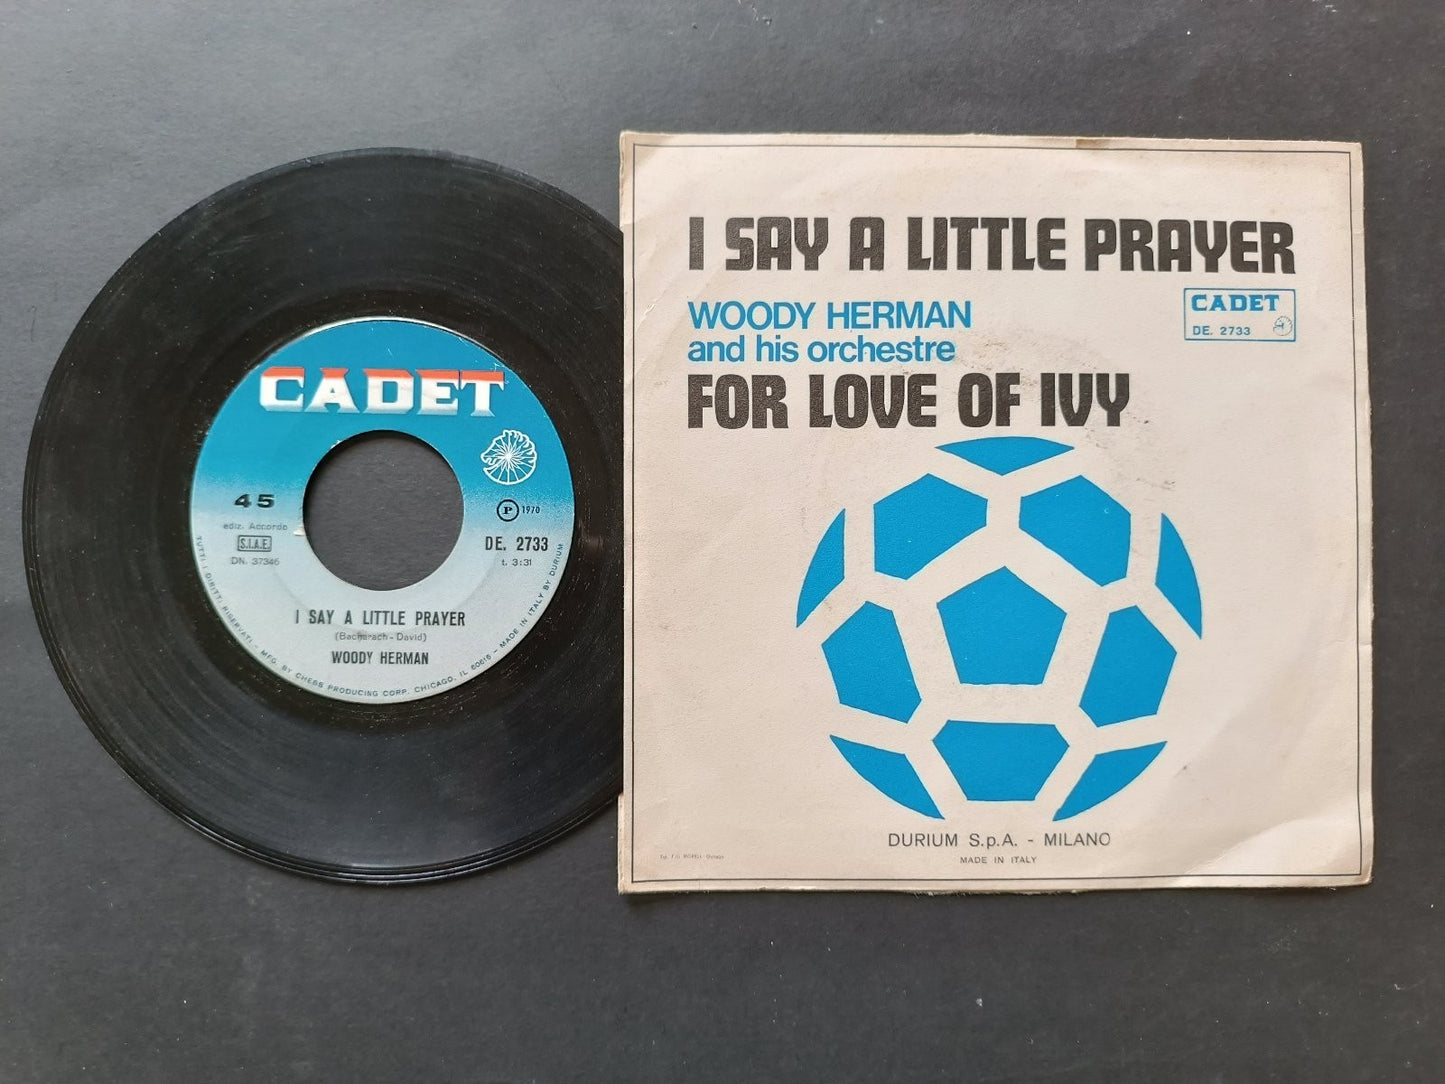 CADET
45
ediz. Accordo
S.I.A.E.
DN. 37346
P 1970
DE. 2733
t. 3:31
I SAY A LITTLE PRAYER
(Bacharach - David)
WOODY HERMAN
TUTTI I DIRITTI RISERVATI - MFG. BY CHESS PRODUCING CORP. CHICAGO, IL 60616 - MADE IN ITALY BY DURIUM
I SAY A LITTLE PRAYER
WOODY HERMAN
and his orchestre
CADET
DE. 2733
FOR LOVE OF IVY
DURIUM S.p.A. - MILANO
MADE IN ITALY